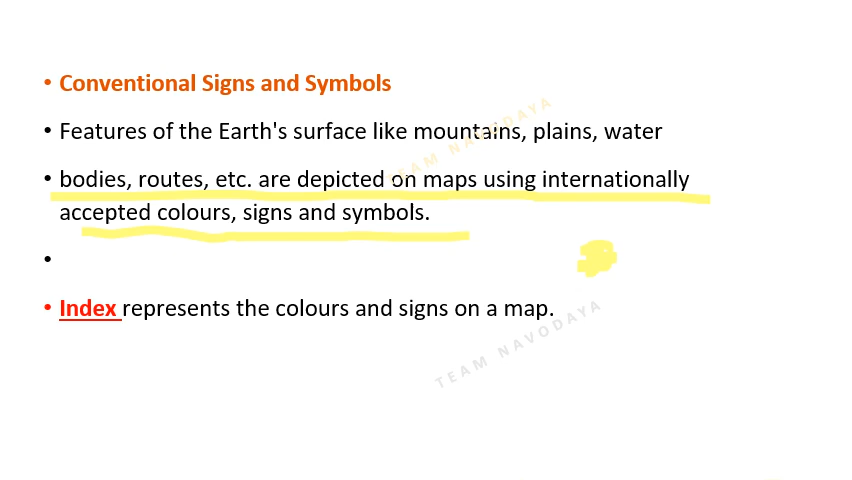 • Conventional Signs and Symbols
• Features of the Earth's surface like mountains, plains, water
• bodies, routes, etc. are depicted on maps using internationally
accepted colours, signs and symbols.
•
• Index represents the colours and signs on a map.
TEAM NAVODAYA
TEAM NAVODAYA